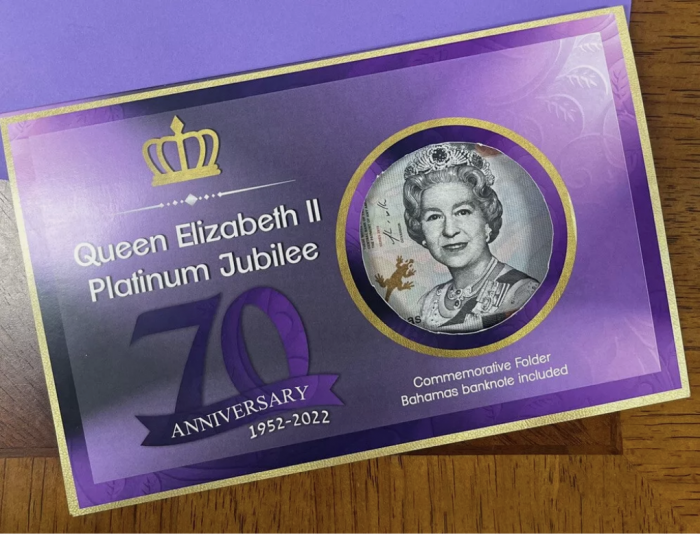 Queen Elizabeth II
Platinum Jubilee
70
ANNIVERSARY
1952-2022
Commemorative Folder
Bahamas banknote included